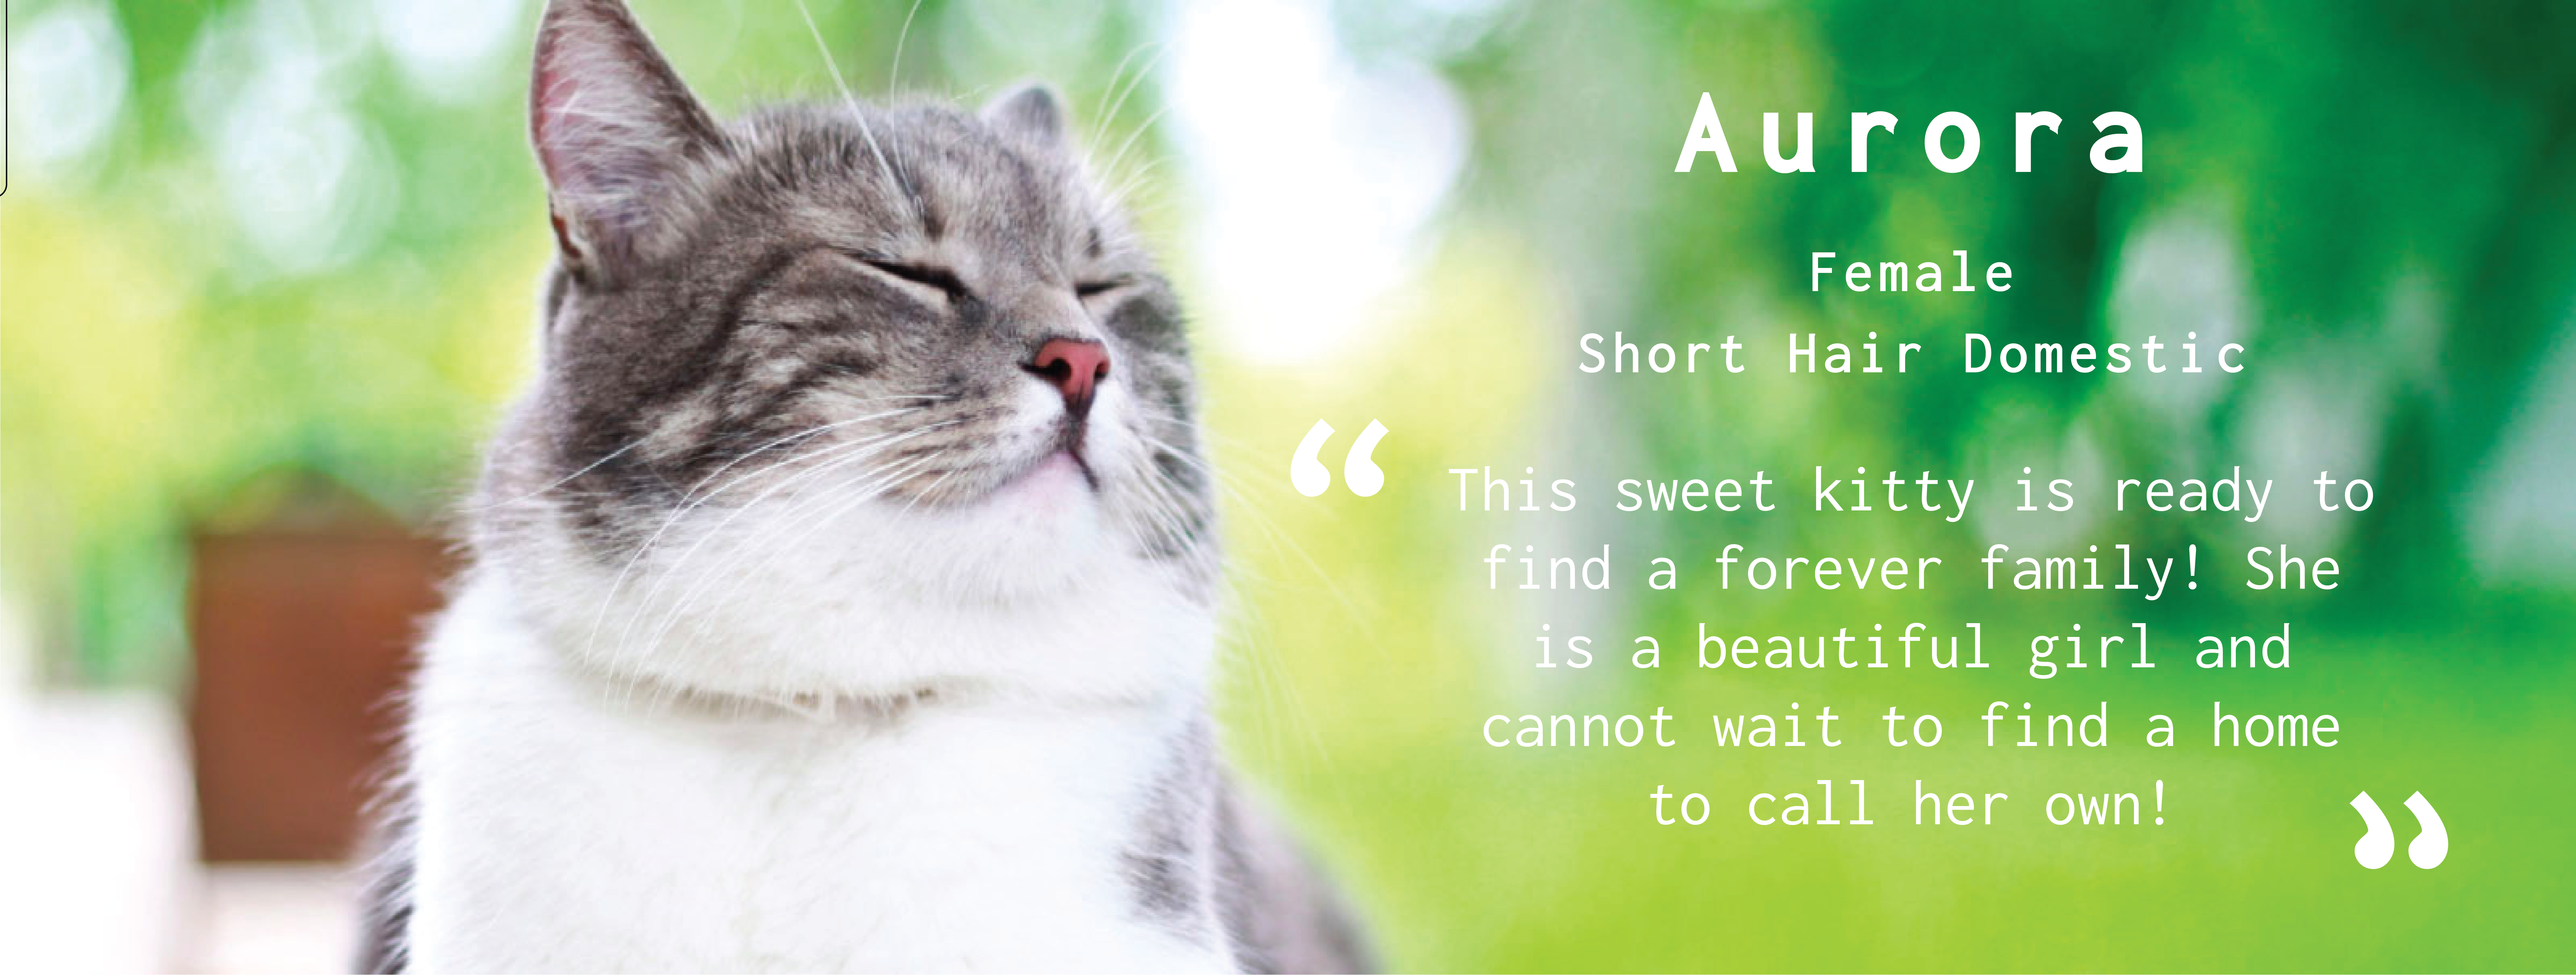 Aurora
Female
Short Hair Domestic
“ This sweet kitty is ready to
find a forever family! She
is a beautiful girl and
cannot wait to find a home
to call her own! ”